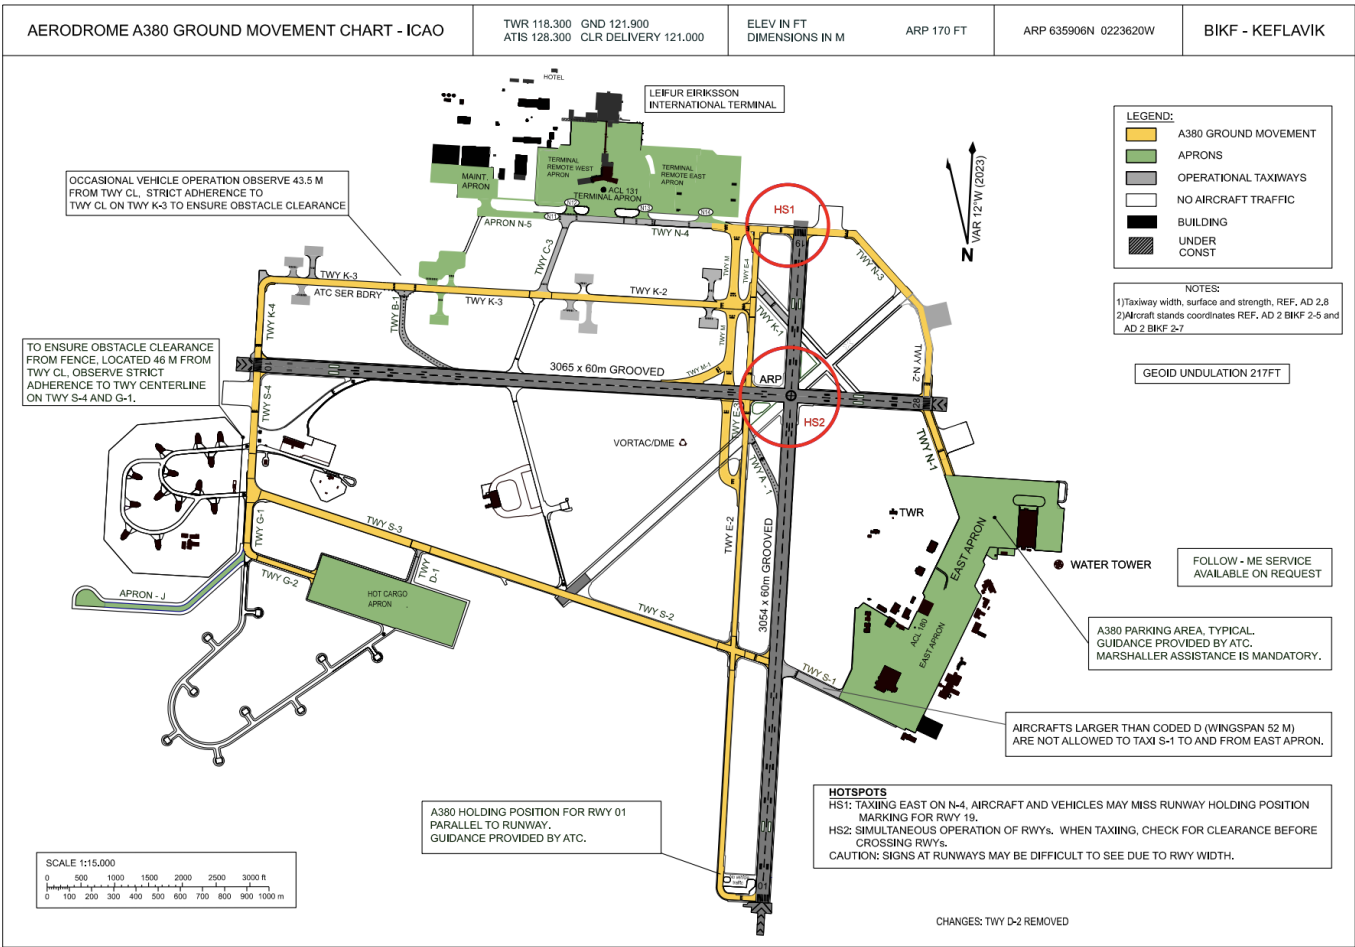 AERODROME A380 GROUND MOVEMENT CHART - ICAO
TWR 118.300 GND 121.900
ATIS 128.300 CLR DELIVERY 121.000
ELEV IN FT
DIMENSIONS IN M
ARP 170 FT
ARP 635906N 0223620W
BIKF - KEFLAVIK
HOTEL
LEIFUR EIRIKSSON
INTERNATIONAL TERMINAL
LEGEND:
A380 GROUND MOVEMENT
APRONS
OPERATIONAL TAXIWAYS
NO AIRCRAFT TRAFFIC
BUILDING
UNDER
CONST
VAR 12°W (2023)
N
NOTES:
1)Taxiway width, surface and strength, REF. AD 2.8
2)Aircraft stands coordinates REF. AD 2 BIKF 2-5 and
AD 2 BIKF 2-7
GEOID UNDULATION 217FT
OCCASIONAL VEHICLE OPERATION OBSERVE 43.5 M
FROM TWY CL, STRICT ADHERENCE TO
TWY CL ON TWY K-3 TO ENSURE OBSTACLE CLEARANCE
MAINT.
APRON
TERMINAL
REMOTE WEST
APRON
TERMINAL
REMOTE EAST
APRON
ACL 131
TERMINAL APRON
APRON N-5
TWY C-3
TWY N-4
HS1
19
TWY N-3
TWY K-3
ATC SER BDRY
TWY K-3
TWY K-2
TWY M
TWY E-4
TWY K-4
TWY B-1
TWY M
TWY K-1
TO ENSURE OBSTACLE CLEARANCE
FROM FENCE, LOCATED 46 M FROM
TWY CL, OBSERVE STRICT
ADHERENCE TO TWY CENTERLINE
ON TWY S-4 AND G-1.
3065 x 60m GROOVED
TWY M-1
ARP
TWY N-2
28
TWY S-4
TWY E-3
HS2
TWY N-1
VORTAC/DME
TWY A - 1
TWR
EAST APRON
WATER TOWER
TWY G-1
TWY S-3
TWY E-2
3054 x 60m GROOVED
TWY D-1
TWY G-2
HOT CARGO
APRON
APRON - J
TWY S-2
TWY S-1
ACL 180
EAST APRON
FOLLOW - ME SERVICE
AVAILABLE ON REQUEST
A380 PARKING AREA, TYPICAL.
GUIDANCE PROVIDED BY ATC.
MARSHALLER ASSISTANCE IS MANDATORY.
AIRCRAFTS LARGER THAN CODED D (WINGSPAN 52 M)
ARE NOT ALLOWED TO TAXI S-1 TO AND FROM EAST APRON.
A380 HOLDING POSITION FOR RWY 01
PARALLEL TO RUNWAY.
GUIDANCE PROVIDED BY ATC.
01
HOTSPOTS
HS1: TAXIING EAST ON N-4, AIRCRAFT AND VEHICLES MAY MISS RUNWAY HOLDING POSITION
MARKING FOR RWY 19.
HS2: SIMULTANEOUS OPERATION OF RWYs. WHEN TAXIING, CHECK FOR CLEARANCE BEFORE
CROSSING RWYs.
CAUTION: SIGNS AT RUNWAYS MAY BE DIFFICULT TO SEE DUE TO RWY WIDTH.
SCALE 1:15.000
0 500 1000 1500 2000 2500 3000 ft
0 100 200 300 400 500 600 700 800 900 1000 m
CHANGES: TWY D-2 REMOVED